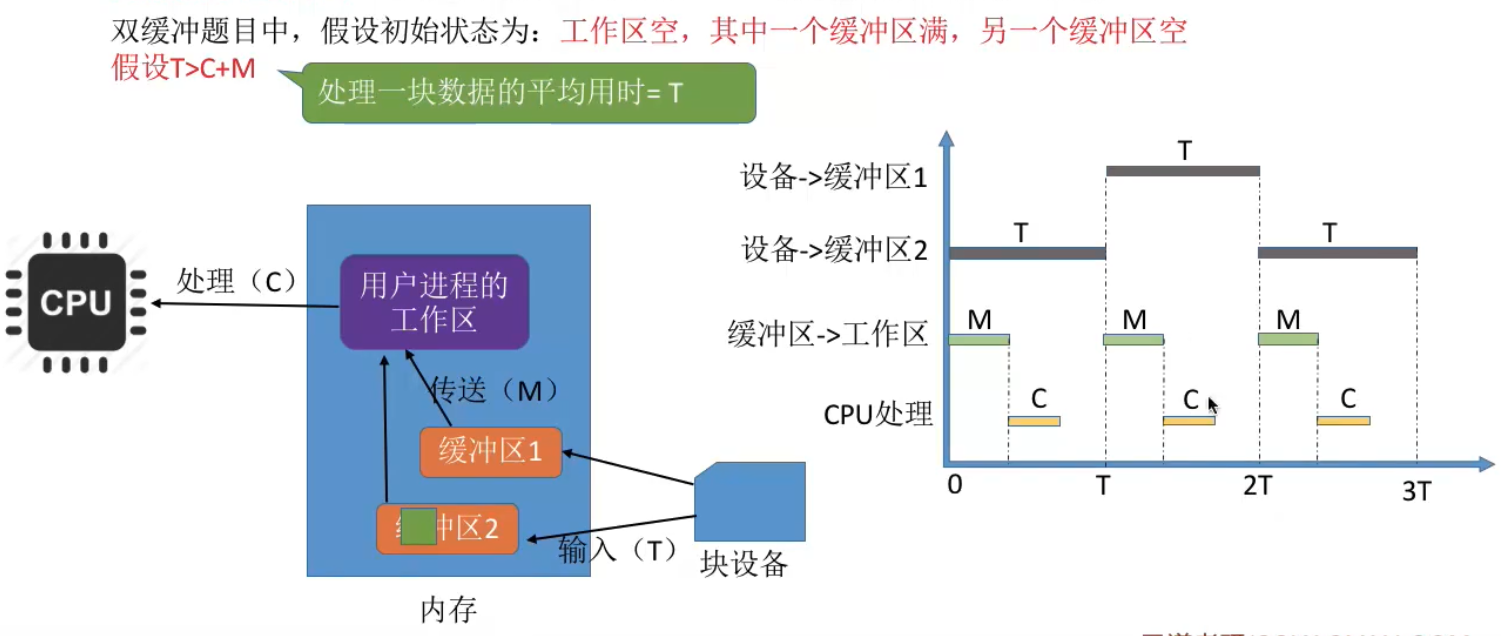 双缓冲题目中，假设初始状态为：工作区空，其中一个缓冲区满，另一个缓冲区空
假设T>C+M
处理一块数据的平均用时= T
T
设备->缓冲区1
T
T
设备->缓冲区2
M
M
M
缓冲区->工作区
C
C
C
CPU处理
0
T
2T
3T
CPU
处理（C）
用户进程的
工作区
传送（M）
缓冲区1
冲区2
输入（T）
块设备
内存